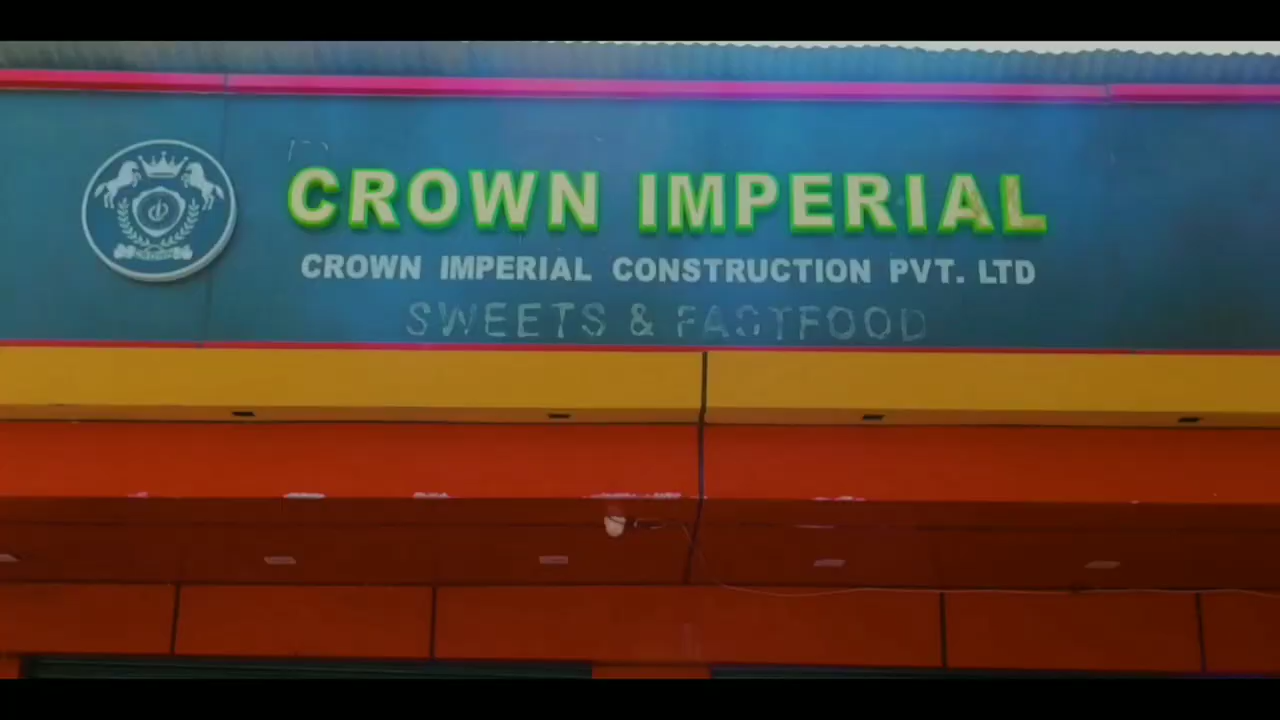 CROWN IMPERIAL
CROWN IMPERIAL CONSTRUCTION PVT. LTD
SWEETS & FASTFOOD